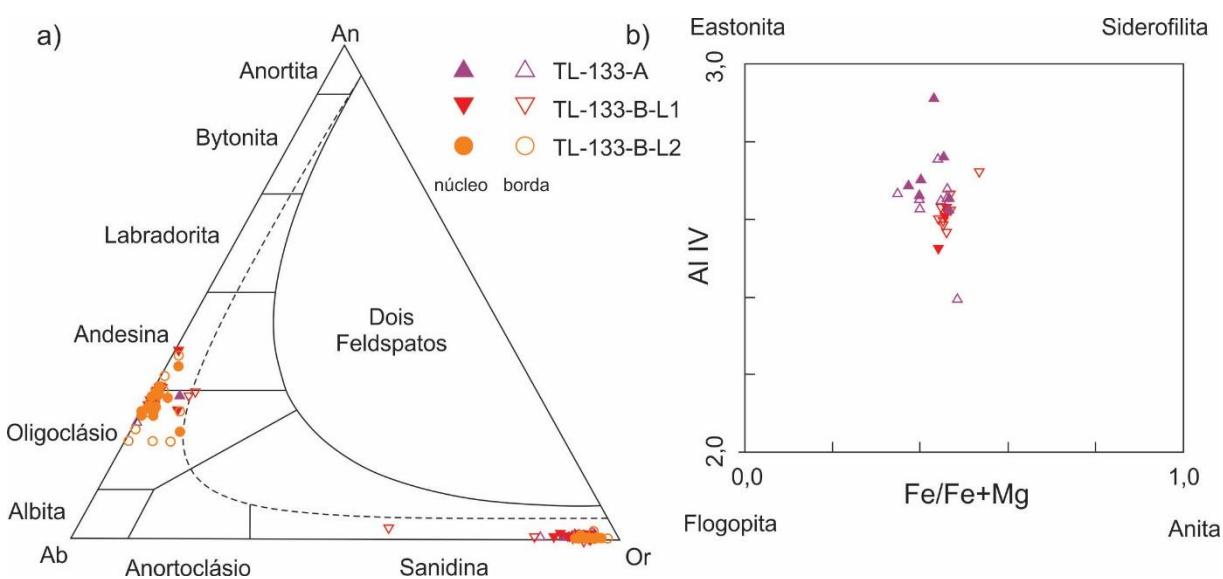 a)
An
Anortita
Bytonita
Labradorita
Andesina
Oligoclásio
Albita
Ab
Anortoclásio
Sanidina
Or
Dois
Feldspatos
TL-133-A
TL-133-B-L1
TL-133-B-L2
núcleo borda
b)
Eastonita
Siderofilita
3,0
Al IV
2,0
0,0
Fe/Fe+Mg
1,0
Flogopita
Anita